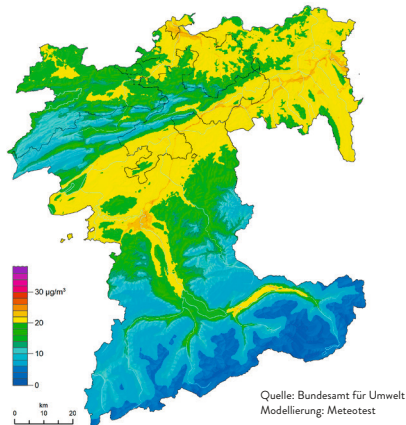 30 µg/m³
20
10
0
km
0 10 20
Quelle: Bundesamt für Umwelt
Modellierung: Meteotest